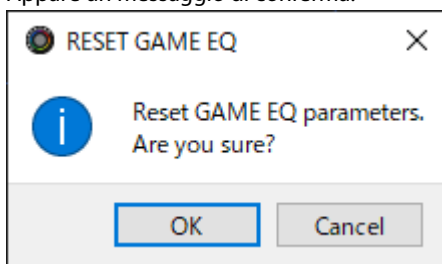 Appare un messaggio di conferma.
RESET GAME EQ
Reset GAME EQ parameters.
Are you sure?
OK Cancel